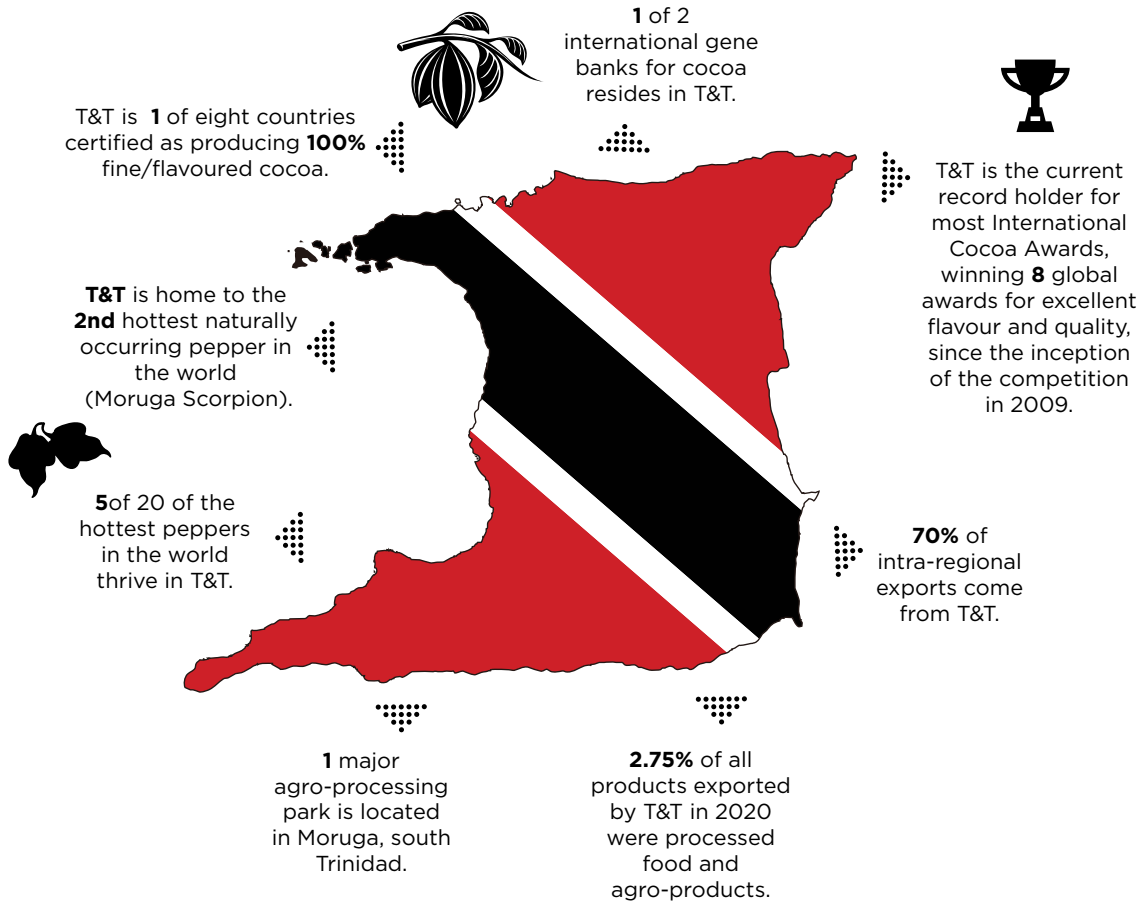 1 of 2
international gene
banks for cocoa
resides in T&T.
T&T is 1 of eight countries
certified as producing 100%
fine/flavoured cocoa.
T&T is the current
record holder for
most International
Cocoa Awards,
winning 8 global
awards for excellent
flavour and quality,
since the inception
of the competition
in 2009.
T&T is home to the
2nd hottest naturally
occurring pepper in
the world
(Moruga Scorpion).
5of 20 of the
hottest peppers
in the world
thrive in T&T.
70% of
intra-regional
exports come
from T&T.
1 major
agro-processing
park is located
in Moruga, south
Trinidad.
2.75% of all
products exported
by T&T in 2020
were processed
food and
agro-products.